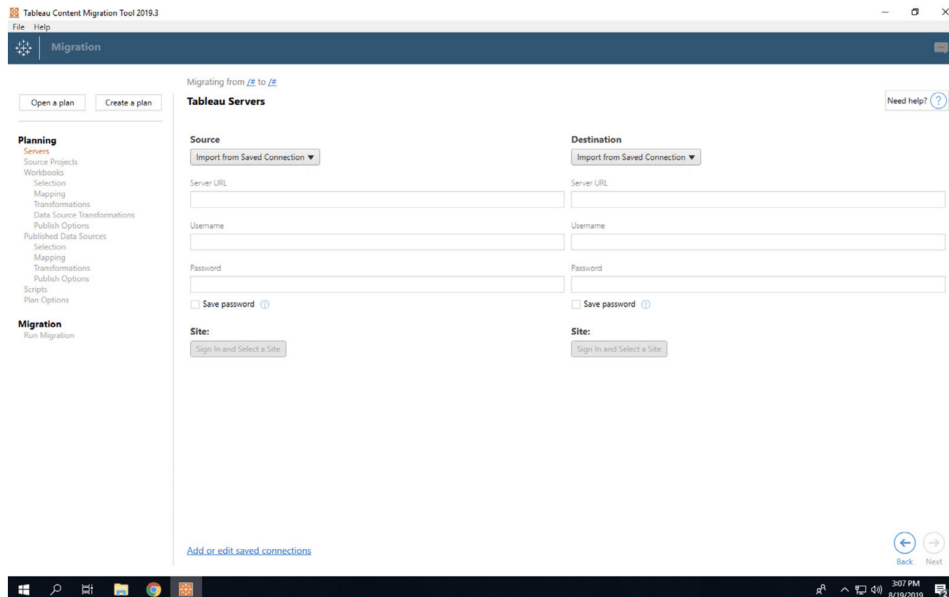 Tableau Content Migration Tool 2019.3
File Help
Migration
Migrating from /# to /#
Open a plan Create a plan
Tableau Servers
Need help? ?
Planning
Servers
Source Projects
Workbooks
Selection
Mapping
Transformations
Data Source Transformations
Publish Options
Published Data Sources
Selection
Mapping
Transformations
Publish Options
Scripts
Plan Options
Migration
Run Migration
Source
Import from Saved Connection ▼
Server URL
Username
Password
Save password
Site:
Sign In and Select a Site
Destination
Import from Saved Connection ▼
Server URL
Username
Password
Save password
Site:
Sign In and Select a Site
Add or edit saved connections
Back Next
3:07 PM
8/19/2019